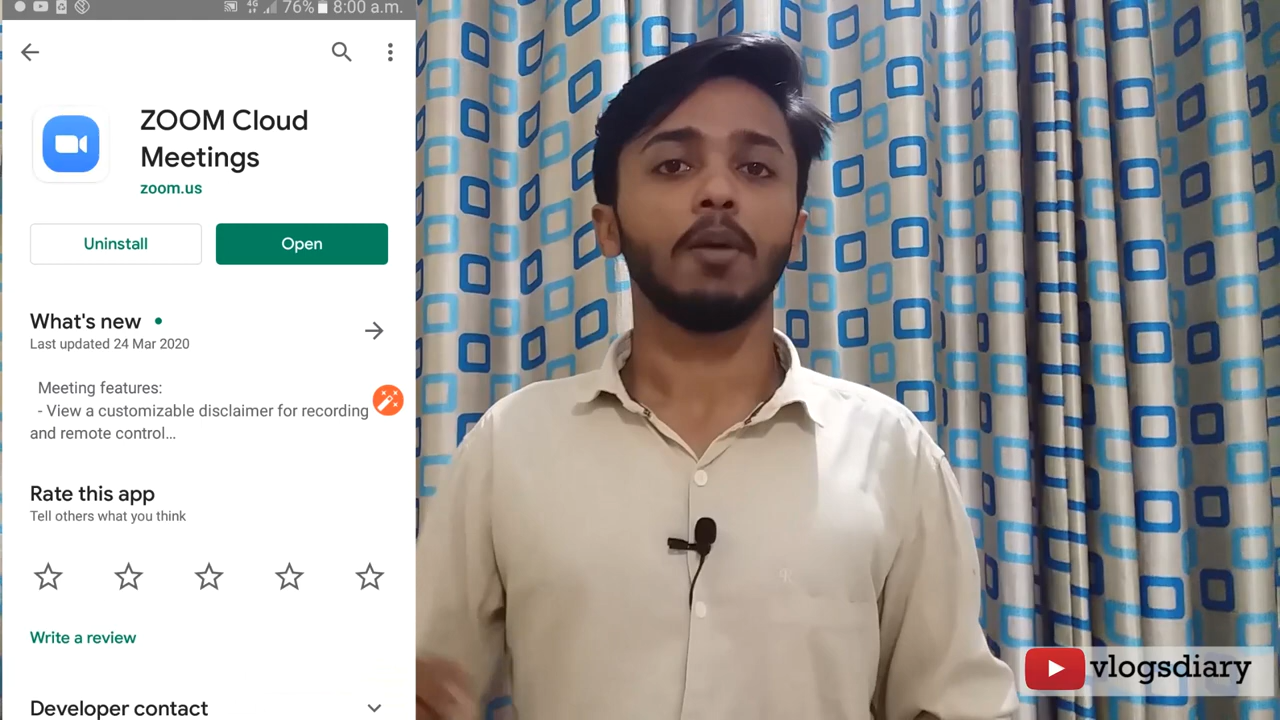 4G 76% 8:00 a.m.
ZOOM Cloud
Meetings
zoom.us
Uninstall
Open
What's new
Last updated 24 Mar 2020
Meeting features:
- View a customizable disclaimer for recording
and remote control...
Rate this app
Tell others what you think
Write a review
Developer contact
vlogsdiary